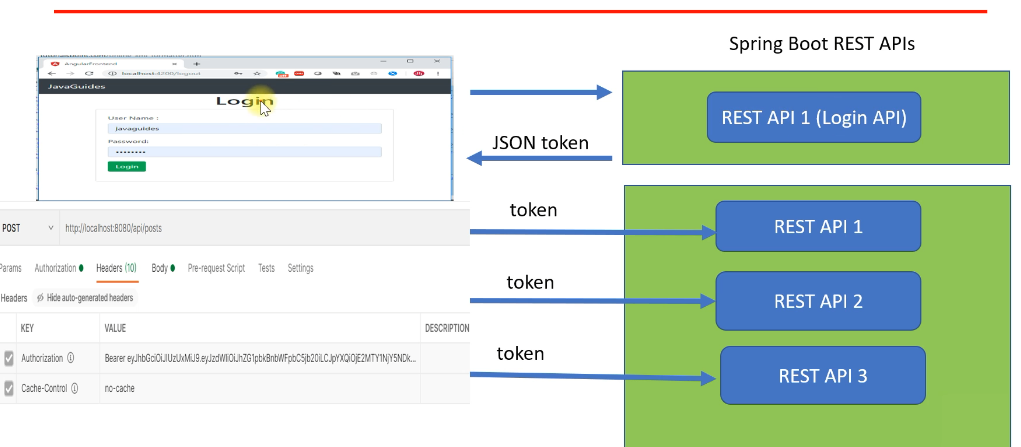 Spring Boot REST APIs
AngularFrontend
localhost:4200/logout
JavaGuides
Login
User Name :
javaguides
Password:
••••••••
Login
REST API 1 (Login API)
JSON token
POST
http://localhost:8080/api/posts
Params Authorization Headers (10) Body Pre-request Script Tests Settings
Headers Hide auto-generated headers
KEY VALUE DESCRIPTION
Authorization
Cache-Control no-cache
token
REST API 1
token
REST API 2
token
REST API 3